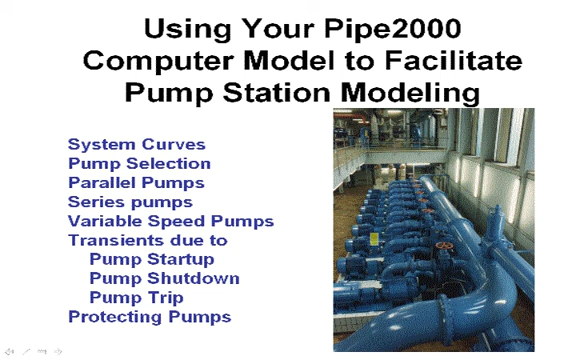 Using Your Pipe2000
Computer Model to Facilitate
Pump Station Modeling
System Curves
Pump Selection
Parallel Pumps
Series pumps
Variable Speed Pumps
Transients due to
Pump Startup
Pump Shutdown
Pump Trip
Protecting Pumps